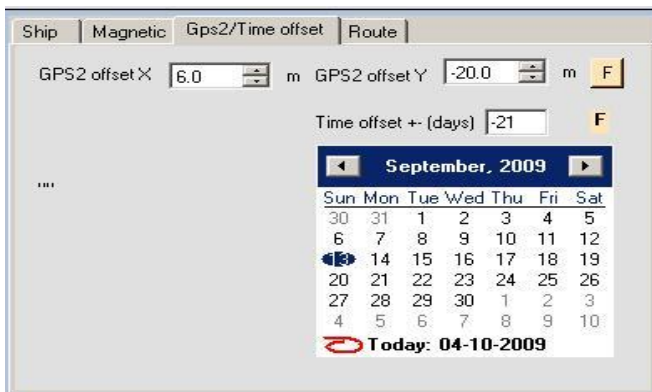 Ship Magnetic Gps2/Time offset Route
GPS2 offset X 6.0 m GPS2 offset Y -20.0 m F
Time offset +- (days) -21 F
September, 2009
""
Sun Mon Tue Wed Thu Fri Sat
30 31 1 2 3 4 5
6 7 8 9 10 11 12
13 14 15 16 17 18 19
20 21 22 23 24 25 26
27 28 29 30 1 2 3
4 5 6 7 8 9 10
Today: 04-10-2009